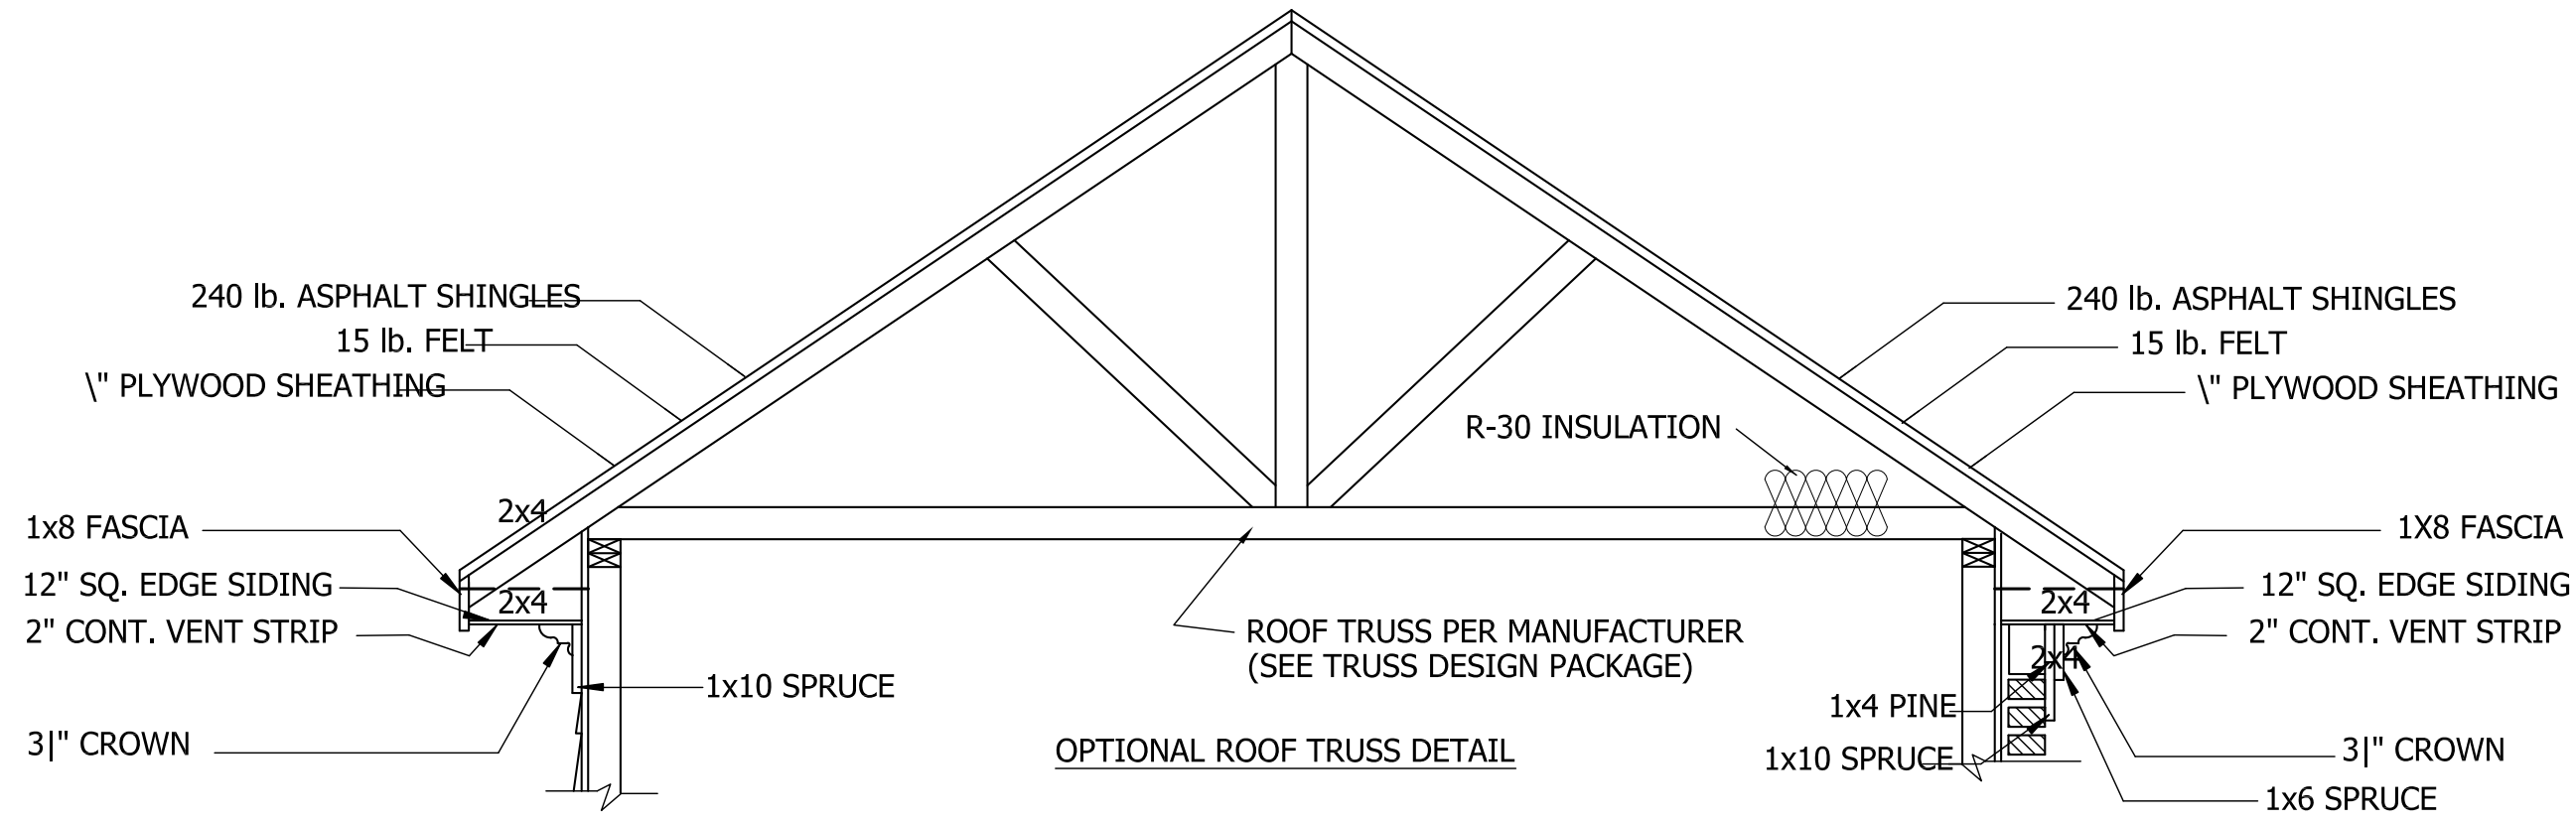 240 lb. ASPHALT SHINGLES
15 lb. FELT
\" PLYWOOD SHEATHING
2x4
1x8 FASCIA
12" SQ. EDGE SIDING
2x4
2" CONT. VENT STRIP
1x10 SPRUCE
3|" CROWN
R-30 INSULATION
ROOF TRUSS PER MANUFACTURER
(SEE TRUSS DESIGN PACKAGE)
OPTIONAL ROOF TRUSS DETAIL
240 lb. ASPHALT SHINGLES
15 lb. FELT
\" PLYWOOD SHEATHING
1X8 FASCIA
12" SQ. EDGE SIDING
2x4
2" CONT. VENT STRIP
2x4
1x4 PINE
1x10 SPRUCE
3|" CROWN
1x6 SPRUCE